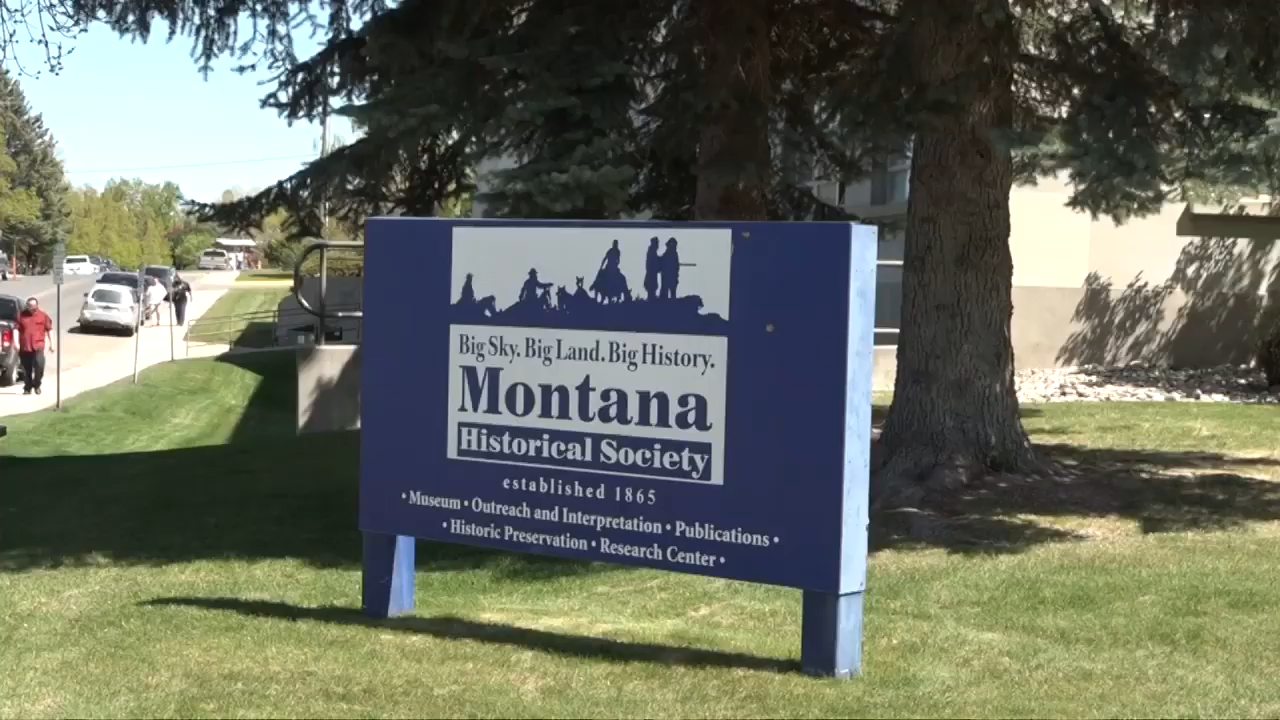 Big Sky. Big Land. Big History.
Montana
Historical Society
established 1865
• Museum • Outreach and Interpretation • Publications •
• Historic Preservation • Research Center •